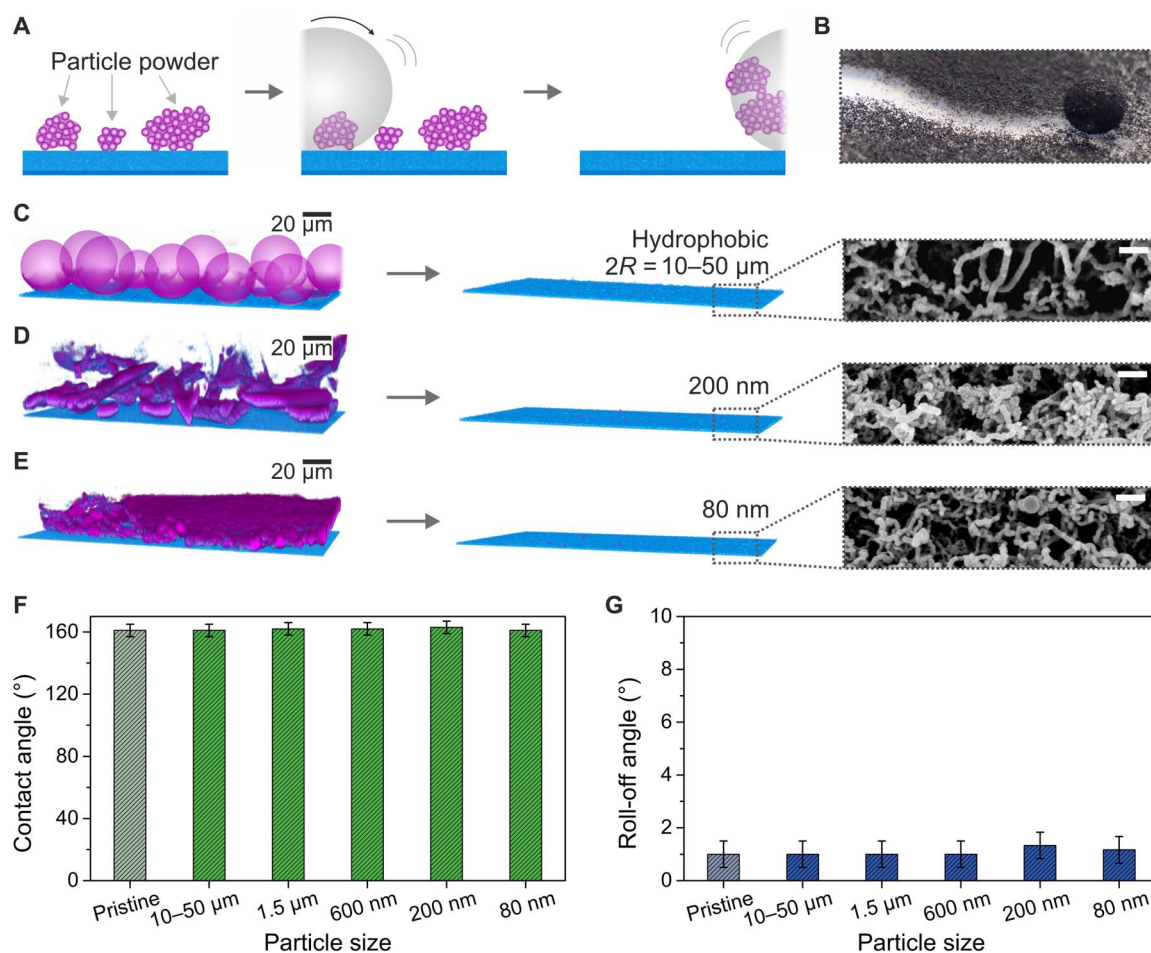 A
Particle powder
B
C
20 µm
Hydrophobic
2R = 10–50 µm
D
20 µm
200 nm
E
20 µm
80 nm
F
Contact angle (°)
160
120
80
40
0
Pristine
10–50 µm
1.5 µm
600 nm
200 nm
80 nm
Particle size
G
Roll-off angle (°)
10
8
6
4
2
0
Pristine
10–50 µm
1.5 µm
600 nm
200 nm
80 nm
Particle size